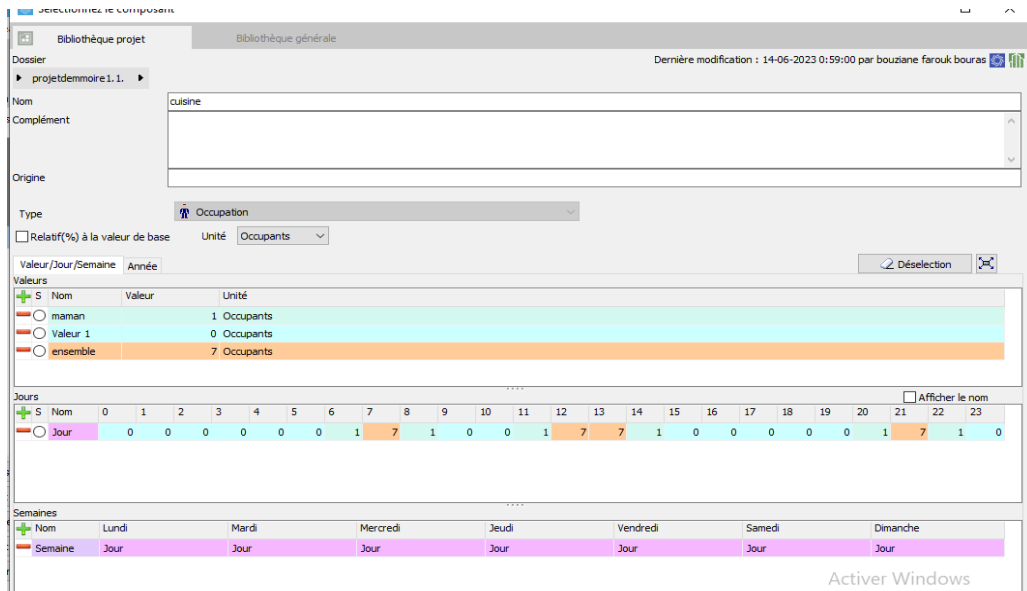 Sélectionnez le composant
Bibliothèque projet Bibliothèque générale
Dossier Dernière modification : 14-06-2023 0:59:00 par bouziane farouk bouras
projetdemmoire1.1.
Nom cuisine
Complément
Origine
Type Occupation
Relatif(%) à la valeur de base Unité Occupants
Valeur/Jour/Semaine Année Déselection
Valeurs
S Nom Valeur Unité
maman 1 Occupants
Valeur 1 0 Occupants
ensemble 7 Occupants
Jours Afficher le nom
S Nom 0 1 2 3 4 5 6 7 8 9 10 11 12 13 14 15 16 17 18 19 20 21 22 23
Jour 0 0 0 0 0 0 1 7 1 0 0 1 7 7 1 0 0 0 0 0 1 7 1 0
Semaines
Nom Lundi Mardi Mercredi Jeudi Vendredi Samedi Dimanche
Semaine Jour Jour Jour Jour Jour Jour Jour
Activer Windows